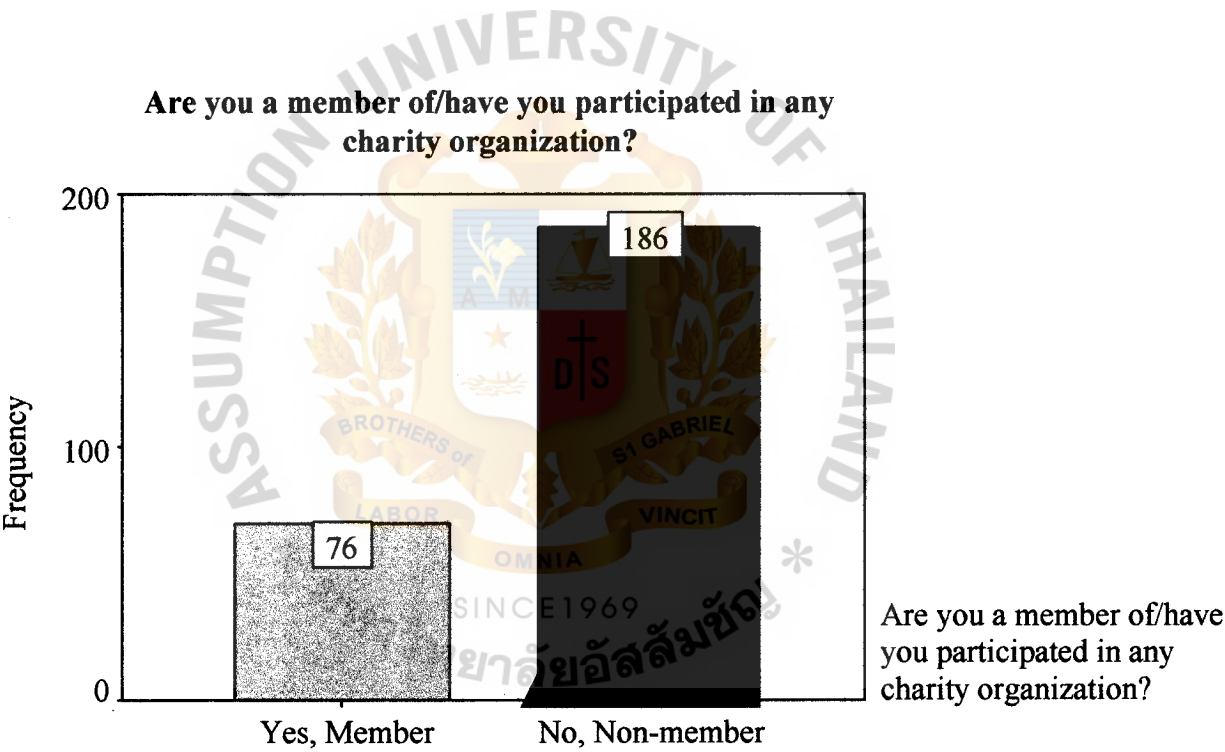 ASSUMPTION UNIVERSITY OF THAILAND
Are you a member of/have you participated in any
charity organization?
200
186
A M
D S
BROTHERS of
S1 GABRIEL
Frequency
100
LABOR
VINCIT
76
OMNIA
*
SINCE1969
ยาลัยอัสสัมชัญ
0
Are you a member of/have
you participated in any
charity organization?
Yes, Member
No, Non-member